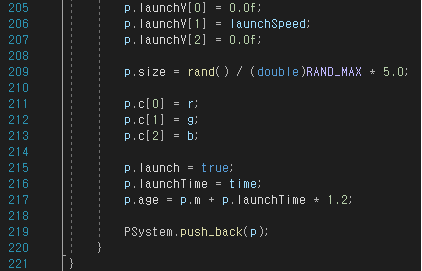 205 p.launchV[0] = 0.0f;
206 p.launchV[1] = launchSpeed;
207 p.launchV[2] = 0.0f;
208
209 p.size = rand() / (double)RAND_MAX * 5.0;
210
211 p.c[0] = r;
212 p.c[1] = g;
213 p.c[2] = b;
214
215 p.launch = true;
216 p.launchTime = time;
217 p.age = p.m + p.launchTime * 1.2;
218
219 PSystem.push_back(p);
220 }
221 }